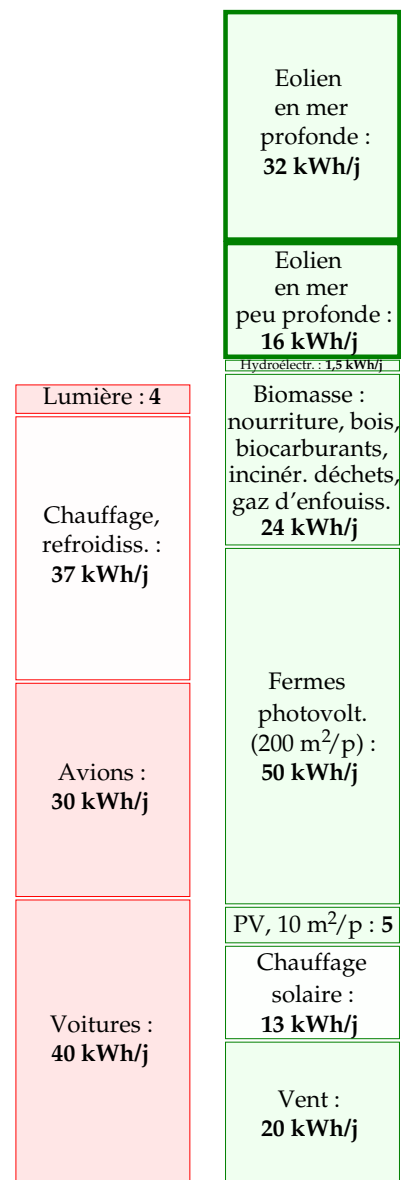 Eolien
en mer
profonde :
32 kWh/j
Eolien
en mer
peu profonde :
16 kWh/j
Hydroélectr. : 1,5 kWh/j
Lumière : 4
Biomasse :
nourriture, bois,
biocarburants,
incinér. déchets,
gaz d'enfouiss.
24 kWh/j
Chauffage,
refroidiss. :
37 kWh/j
Fermes
photovolt.
(200 m²/p) :
50 kWh/j
Avions :
30 kWh/j
PV, 10 m²/p : 5
Chauffage
solaire :
13 kWh/j
Voitures :
40 kWh/j
Vent :
20 kWh/j